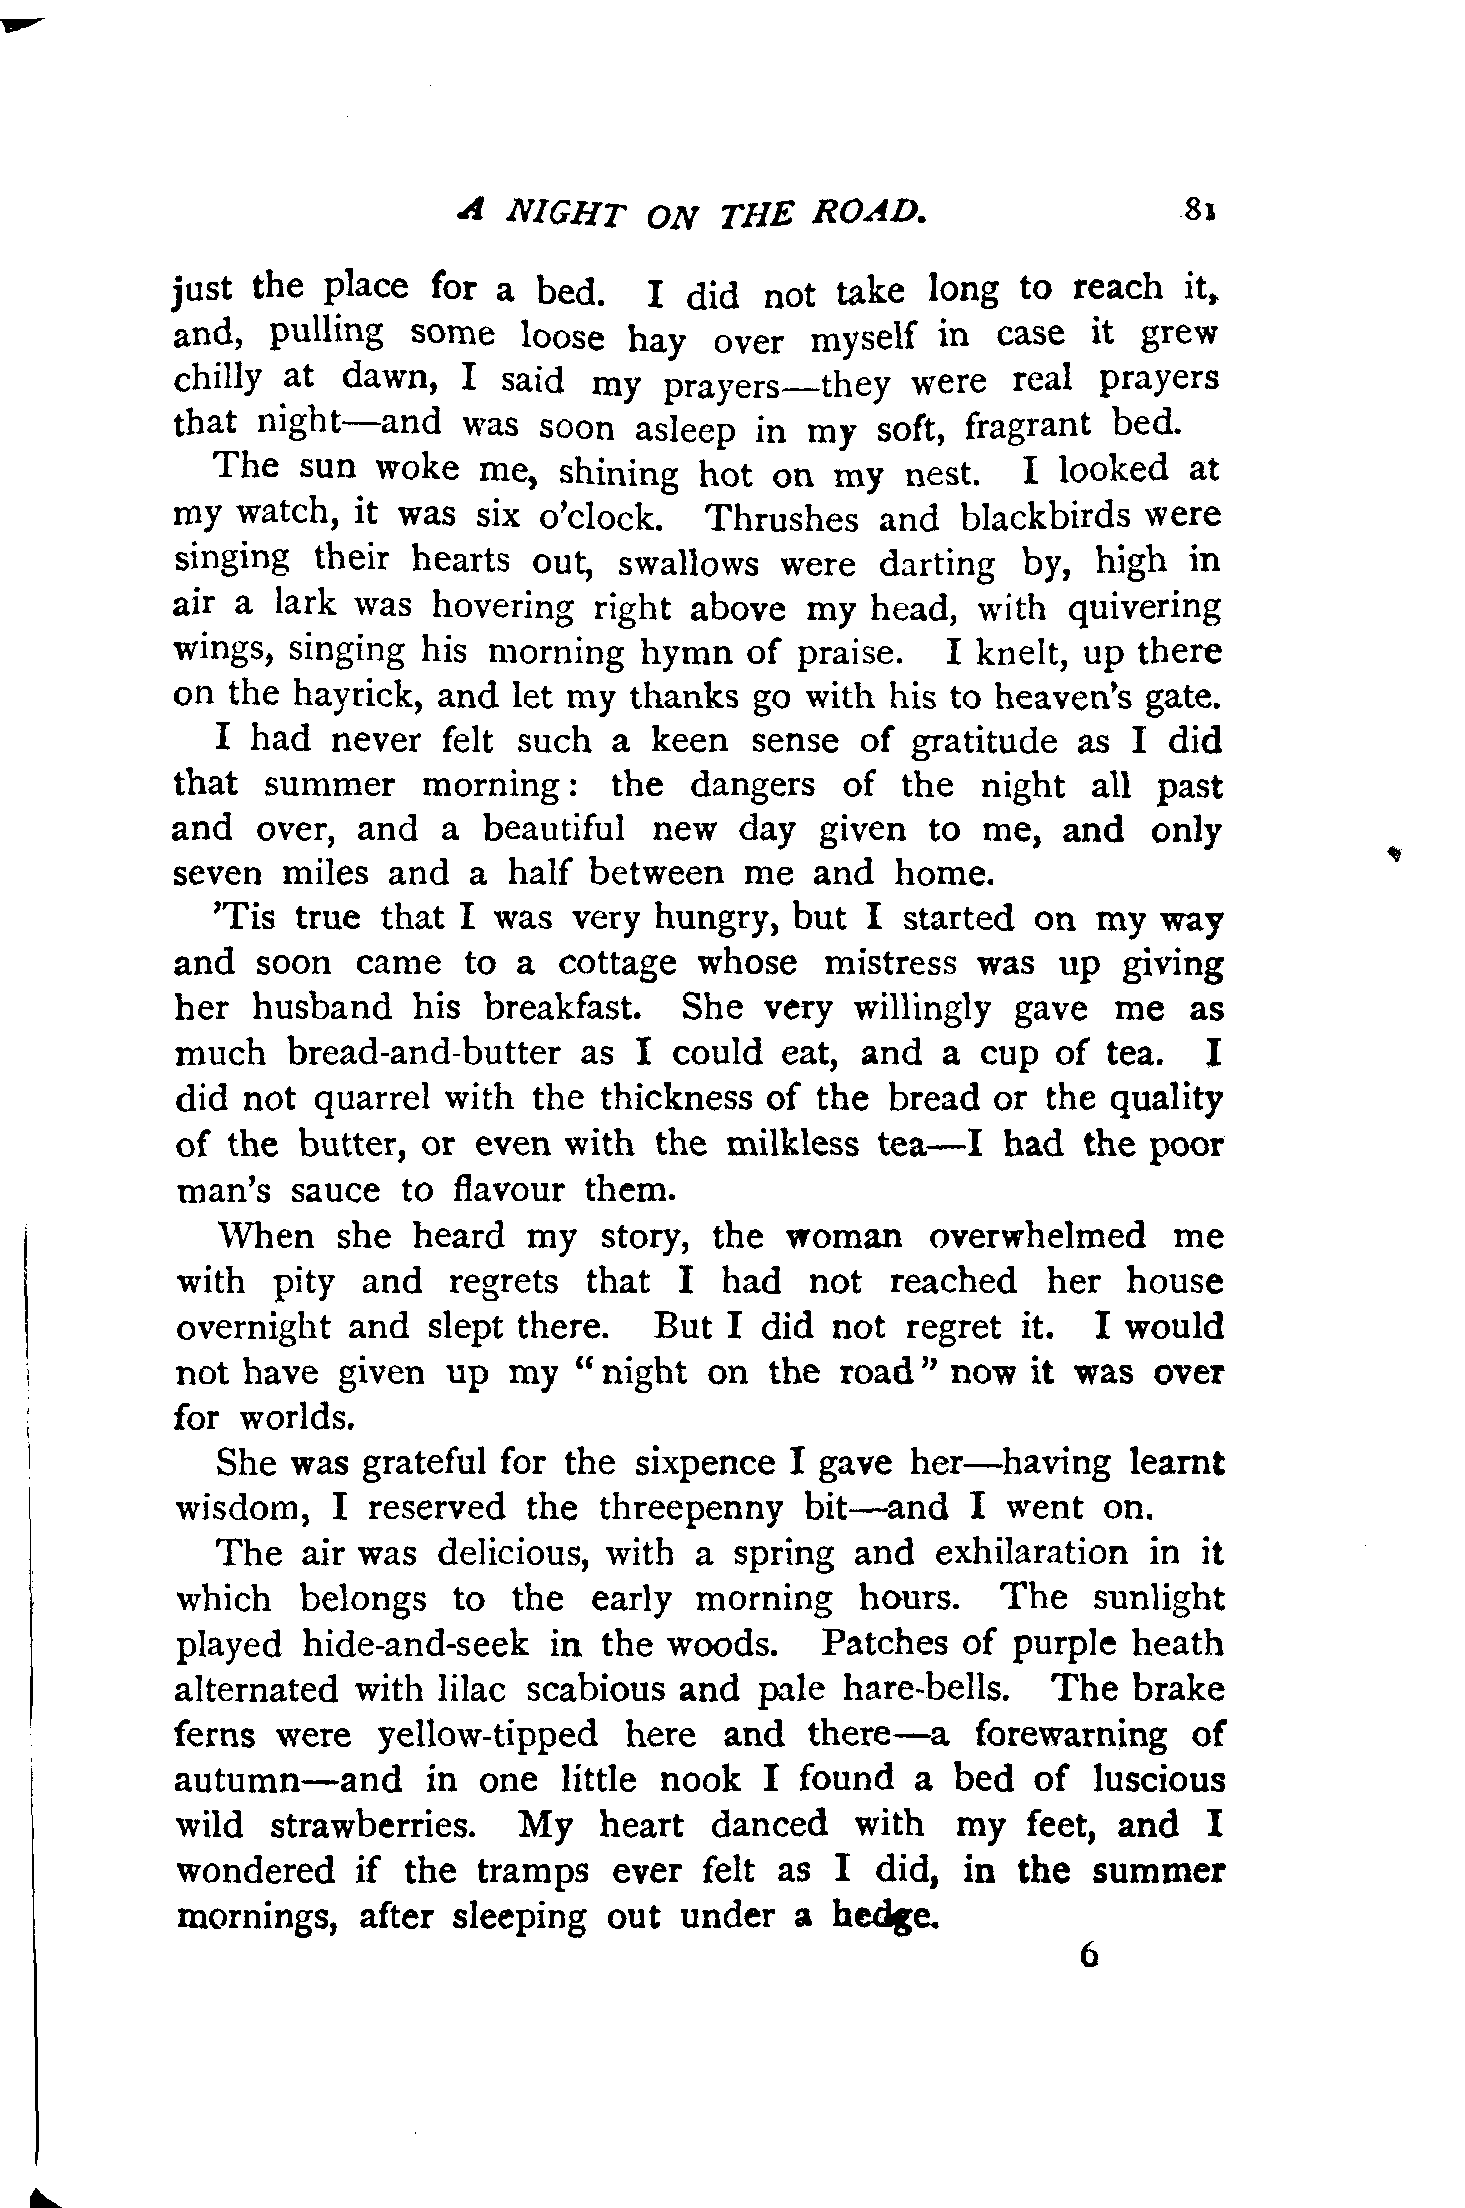 A NIGHT ON THE ROAD. 81
just the place for a bed. I did not take long to reach it,
and, pulling some loose hay over myself in case it grew
chilly at dawn, I said my prayers—they were real prayers
that night—and was soon asleep in my soft, fragrant bed.
The sun woke me, shining hot on my nest. I looked at
my watch, it was six o'clock. Thrushes and blackbirds were
singing their hearts out, swallows were darting by, high in
air a lark was hovering right above my head, with quivering
wings, singing his morning hymn of praise. I knelt, up there
on the hayrick, and let my thanks go with his to heaven's gate.
I had never felt such a keen sense of gratitude as I did
that summer morning: the dangers of the night all past
and over, and a beautiful new day given to me, and only
seven miles and a half between me and home.
'Tis true that I was very hungry, but I started on my way
and soon came to a cottage whose mistress was up giving
her husband his breakfast. She very willingly gave me as
much bread-and-butter as I could eat, and a cup of tea. I
did not quarrel with the thickness of the bread or the quality
of the butter, or even with the milkless tea—I had the poor
man's sauce to flavour them.
When she heard my story, the woman overwhelmed me
with pity and regrets that I had not reached her house
overnight and slept there. But I did not regret it. I would
not have given up my "night on the road" now it was over
for worlds.
She was grateful for the sixpence I gave her—having learnt
wisdom, I reserved the threepenny bit—and I went on.
The air was delicious, with a spring and exhilaration in it
which belongs to the early morning hours. The sunlight
played hide-and-seek in the woods. Patches of purple heath
alternated with lilac scabious and pale hare-bells. The brake
ferns were yellow-tipped here and there—a forewarning of
autumn—and in one little nook I found a bed of luscious
wild strawberries. My heart danced with my feet, and I
wondered if the tramps ever felt as I did, in the summer
mornings, after sleeping out under a hedge.
6